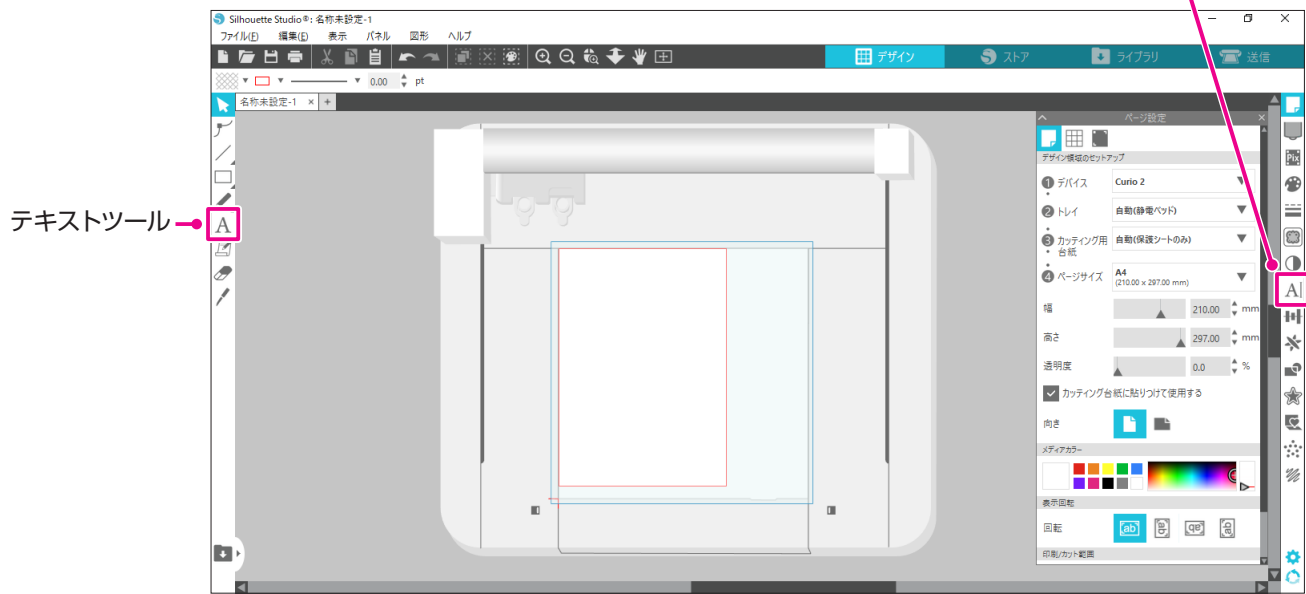 Silhouette Studio®: 名称未設定-1
ファイル(F) 編集(E) 表示 パネル 図形 ヘルプ
デザイン ストア ライブラリ 送信
0.00 pt
名称未設定-1 × +
テキストツール
A
ページ設定
Pix
デザイン領域のセットアップ
1 デバイス Curio 2
2 トレイ 自動(静電ベッド)
3 カッティング用台紙 自動(保護シートのみ)
4 ページサイズ A4
(210.00 x 297.00 mm)
A
幅 210.00 mm
高さ 297.00 mm
透明度 0.0 %
カッティング台紙に貼りつけて使用する
向き
メディアカラー
表示回転
回転 ab ab ab ab
印刷/カット範囲